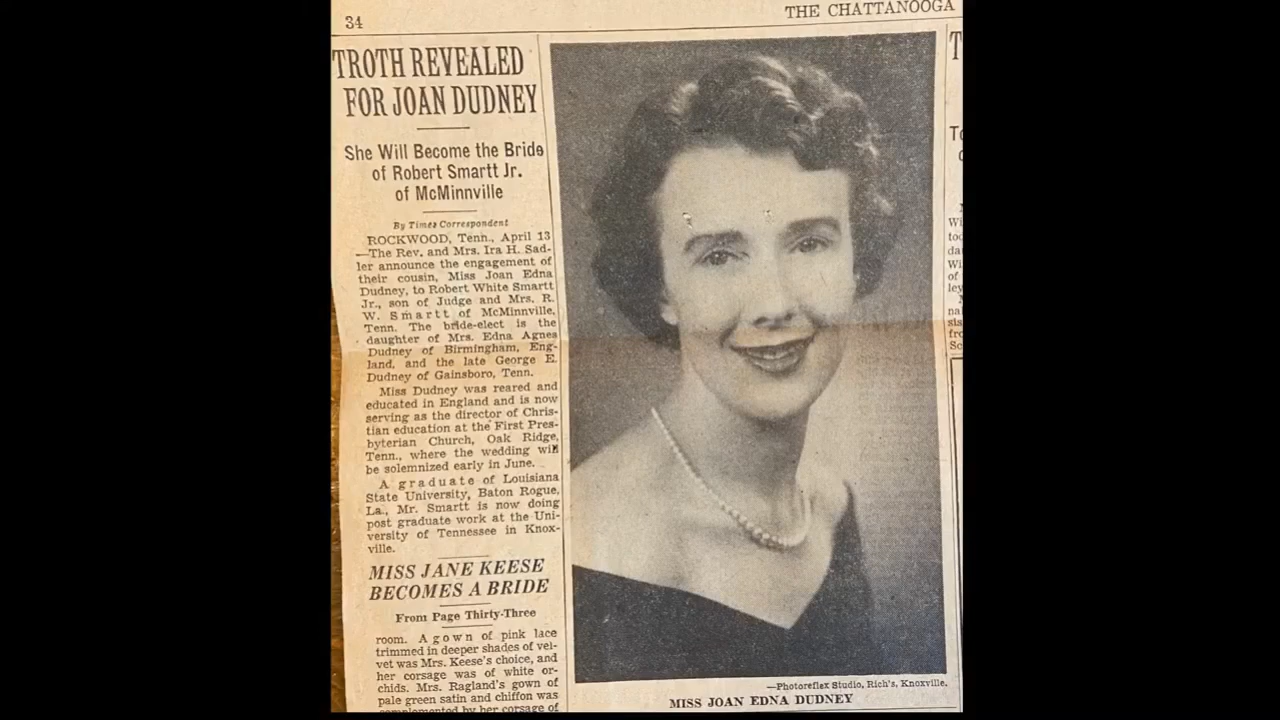 34
THE CHATTANOOGA
TROTH REVEALED
FOR JOAN DUDNEY
She Will Become the Bride
of Robert Smartt Jr.
of McMinnville
By Times Correspondent
ROCKWOOD, Tenn., April 13
—The Rev. and Mrs. Ira H. Sad-
ler announce the engagement of
their cousin, Miss Joan Edna
Dudney, to Robert White Smartt
Jr., son of Judge and Mrs. R.
W. Smartt of McMinnville,
Tenn. The bride-elect is the
daughter of Mrs. Edna Agnes
Dudney of Birmingham, Eng-
land, and the late George E.
Dudney of Gainsboro, Tenn.
Miss Dudney was reared and
educated in England and is now
serving as the director of Chris-
tian education at the First Pres-
byterian Church, Oak Ridge,
Tenn., where the wedding will
be solemnized early in June.
A graduate of Louisiana
State University, Baton Rogue,
La., Mr. Smartt is now doing
post graduate work at the Uni-
versity of Tennessee in Knox-
ville.
MISS JANE KEESE
BECOMES A BRIDE
From Page Thirty-Three
room. A gown of pink lace
trimmed in deeper shades of vel-
vet was Mrs. Keese's choice, and
her corsage was of white or-
chids. Mrs. Ragland's gown of
pale green satin and chiffon was
complemented by her corsage of
—Photoreflex Studio, Rich's, Knoxville.
MISS JOAN EDNA DUDNEY